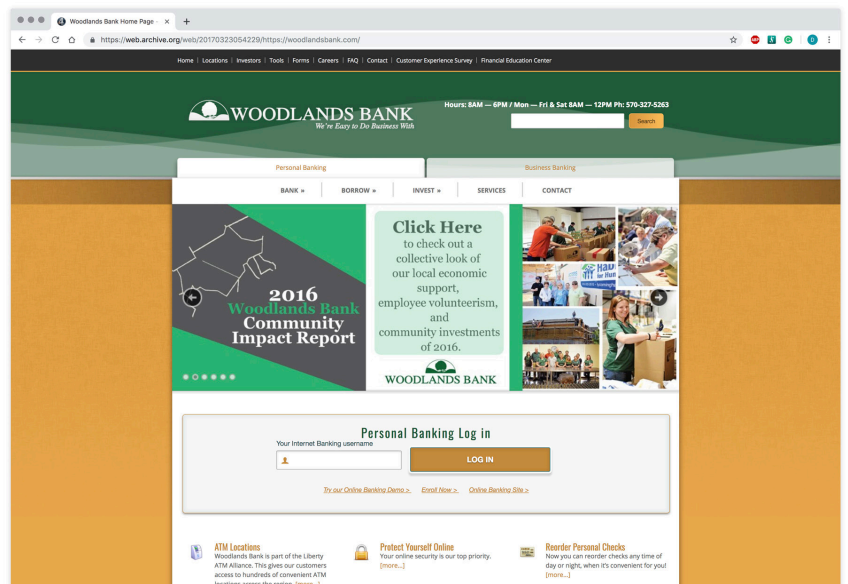 Woodlands Bank Home Page -
https://web.archive.org/web/20170323054229/https://woodlandsbank.com/
Home | Locations | Investors | Tools | Forms | Careers | FAQ | Contact | Customer Experience Survey | Financial Education Center
WOODLANDS BANK
We're Easy to Do Business With
Hours: 8AM — 6PM / Mon — Fri & Sat 8AM — 12PM Ph: 570-327-5263
Search
Personal Banking
Business Banking
BANK »
BORROW »
INVEST »
SERVICES
CONTACT
2016
Woodlands Bank
Community
Impact Report
Click Here
to check out a
collective look of
our local economic
support,
employee volunteerism,
and
community investments
of 2016.
WOODLANDS BANK
Personal Banking Log in
Your Internet Banking username
LOG IN
Try our Online Banking Demo >
Enroll Now >
Online Banking Site >
ATM Locations
Woodlands Bank is part of the Liberty
ATM Alliance. This gives our customers
access to hundreds of convenient ATM
locations across the region. [more...]
Protect Yourself Online
Your online security is our top priority.
[more...]
Reorder Personal Checks
Now you can reorder checks any time of
day or night, when it's convenient for you!
[more...]